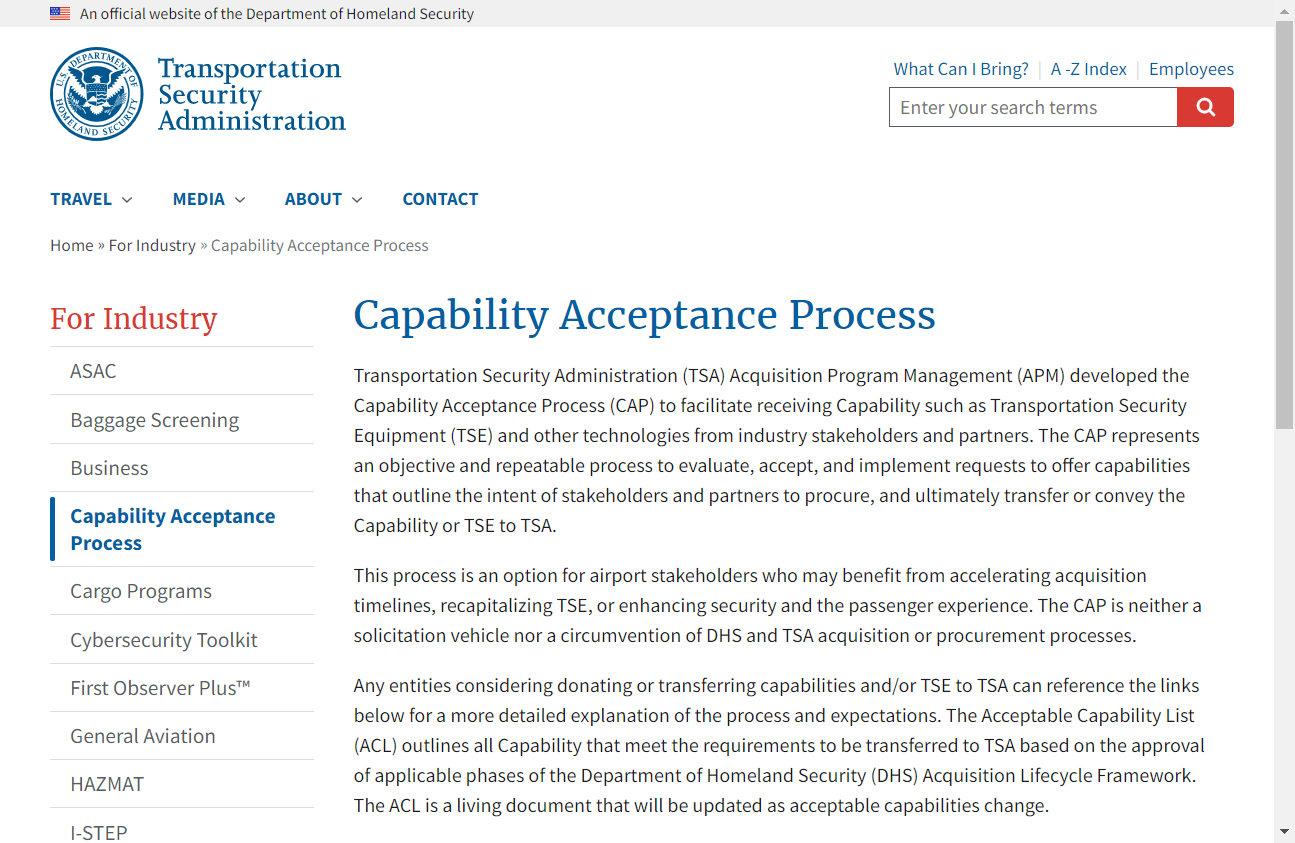 An official website of the Department of Homeland Security
U.S. DEPARTMENT OF HOMELAND SECURITY
Transportation
Security
Administration
What Can I Bring?
A -Z Index
Employees
Enter your search terms
TRAVEL
MEDIA
ABOUT
CONTACT
Home » For Industry » Capability Acceptance Process
For Industry
ASAC
Baggage Screening
Business
Capability Acceptance
Process
Cargo Programs
Cybersecurity Toolkit
First Observer Plus™
General Aviation
HAZMAT
I-STEP
Capability Acceptance Process
Transportation Security Administration (TSA) Acquisition Program Management (APM) developed the
Capability Acceptance Process (CAP) to facilitate receiving Capability such as Transportation Security
Equipment (TSE) and other technologies from industry stakeholders and partners. The CAP represents
an objective and repeatable process to evaluate, accept, and implement requests to offer capabilities
that outline the intent of stakeholders and partners to procure, and ultimately transfer or convey the
Capability or TSE to TSA.
This process is an option for airport stakeholders who may benefit from accelerating acquisition
timelines, recapitalizing TSE, or enhancing security and the passenger experience. The CAP is neither a
solicitation vehicle nor a circumvention of DHS and TSA acquisition or procurement processes.
Any entities considering donating or transferring capabilities and/or TSE to TSA can reference the links
below for a more detailed explanation of the process and expectations. The Acceptable Capability List
(ACL) outlines all Capability that meet the requirements to be transferred to TSA based on the approval
of applicable phases of the Department of Homeland Security (DHS) Acquisition Lifecycle Framework.
The ACL is a living document that will be updated as acceptable capabilities change.